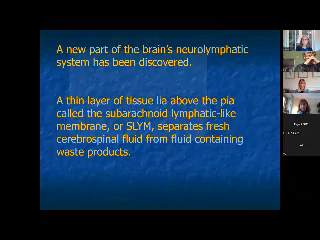 A new part of the brain's neurolymphatic
system has been discovered.
A thin layer of tissue lia above the pia
called the subarachnoid lymphatic-like
membrane, or SLYM, separates fresh
cerebrospinal fluid from fluid containing
waste products.